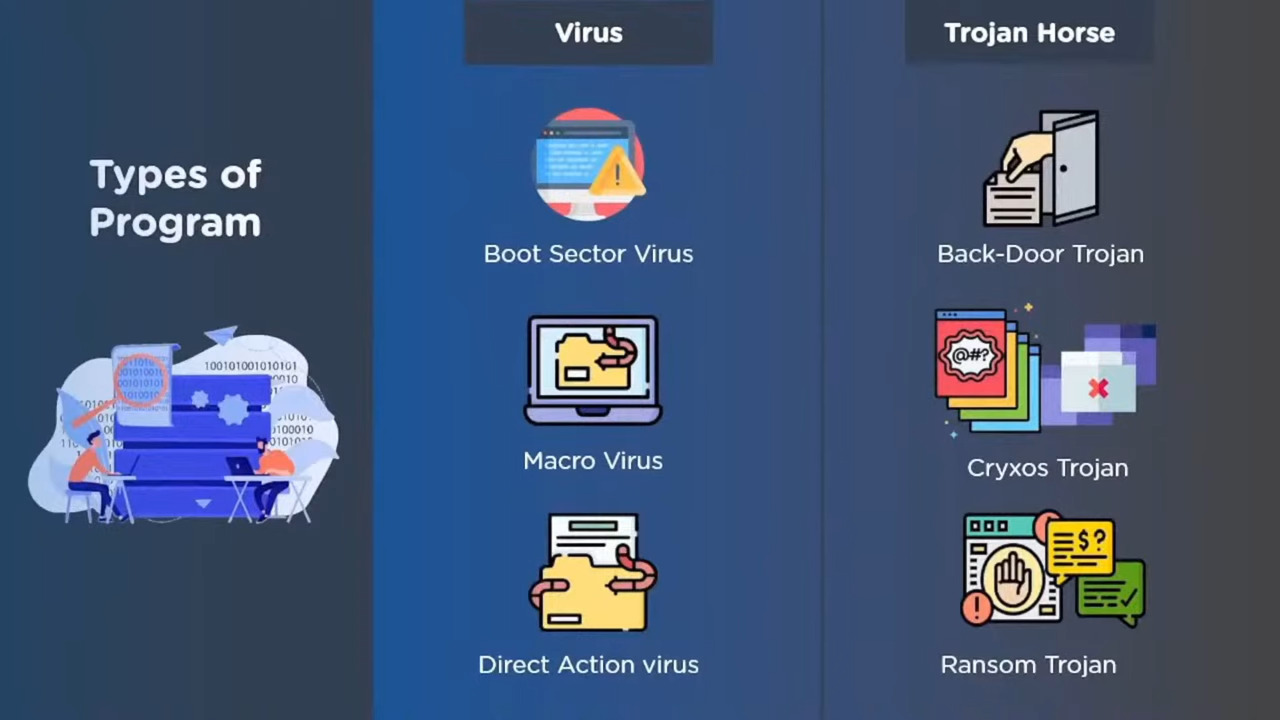 Types of
Program
Virus
Trojan Horse
Boot Sector Virus
Back-Door Trojan
@#?
Macro Virus
Cryxos Trojan
$?
Direct Action virus
Ransom Trojan
100101001010101